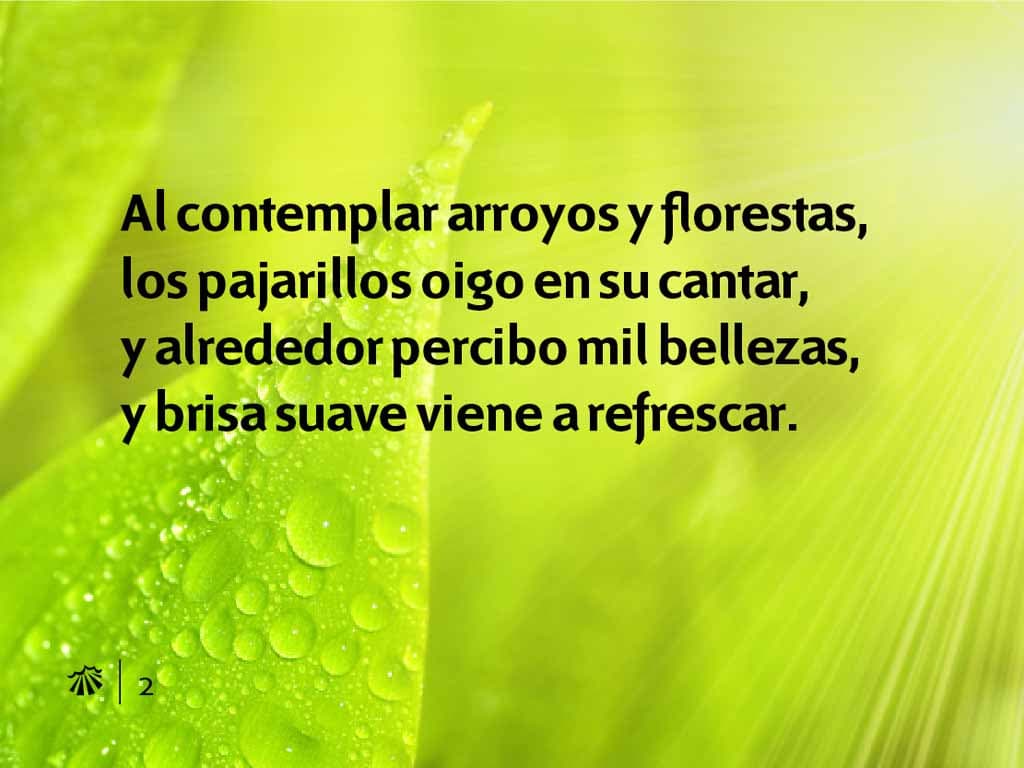 Al contemplar arroyos y florestas,
los pajarillos oigo en su cantar,
y alrededor percibo mil bellezas,
y brisa suave viene a refrescar.
2